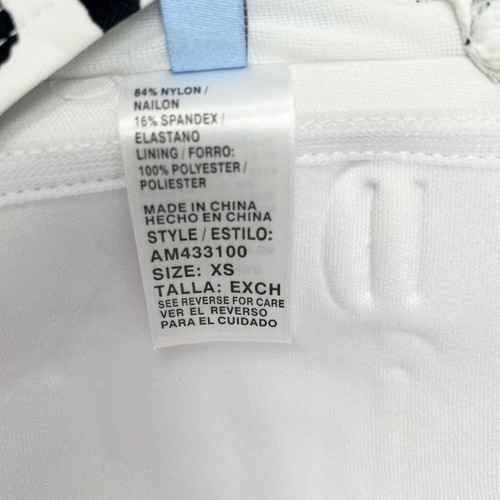 84% NYLON /
NAILON
16% SPANDEX /
ELASTANO
LINING / FORRO:
100% POLYESTER /
POLIESTER
MADE IN CHINA
HECHO EN CHINA
STYLE / ESTILO:
AM433100
SIZE: XS
TALLA: EXCH
SEE REVERSE FOR CARE
VER EL REVERSO
PARA EL CUIDADO